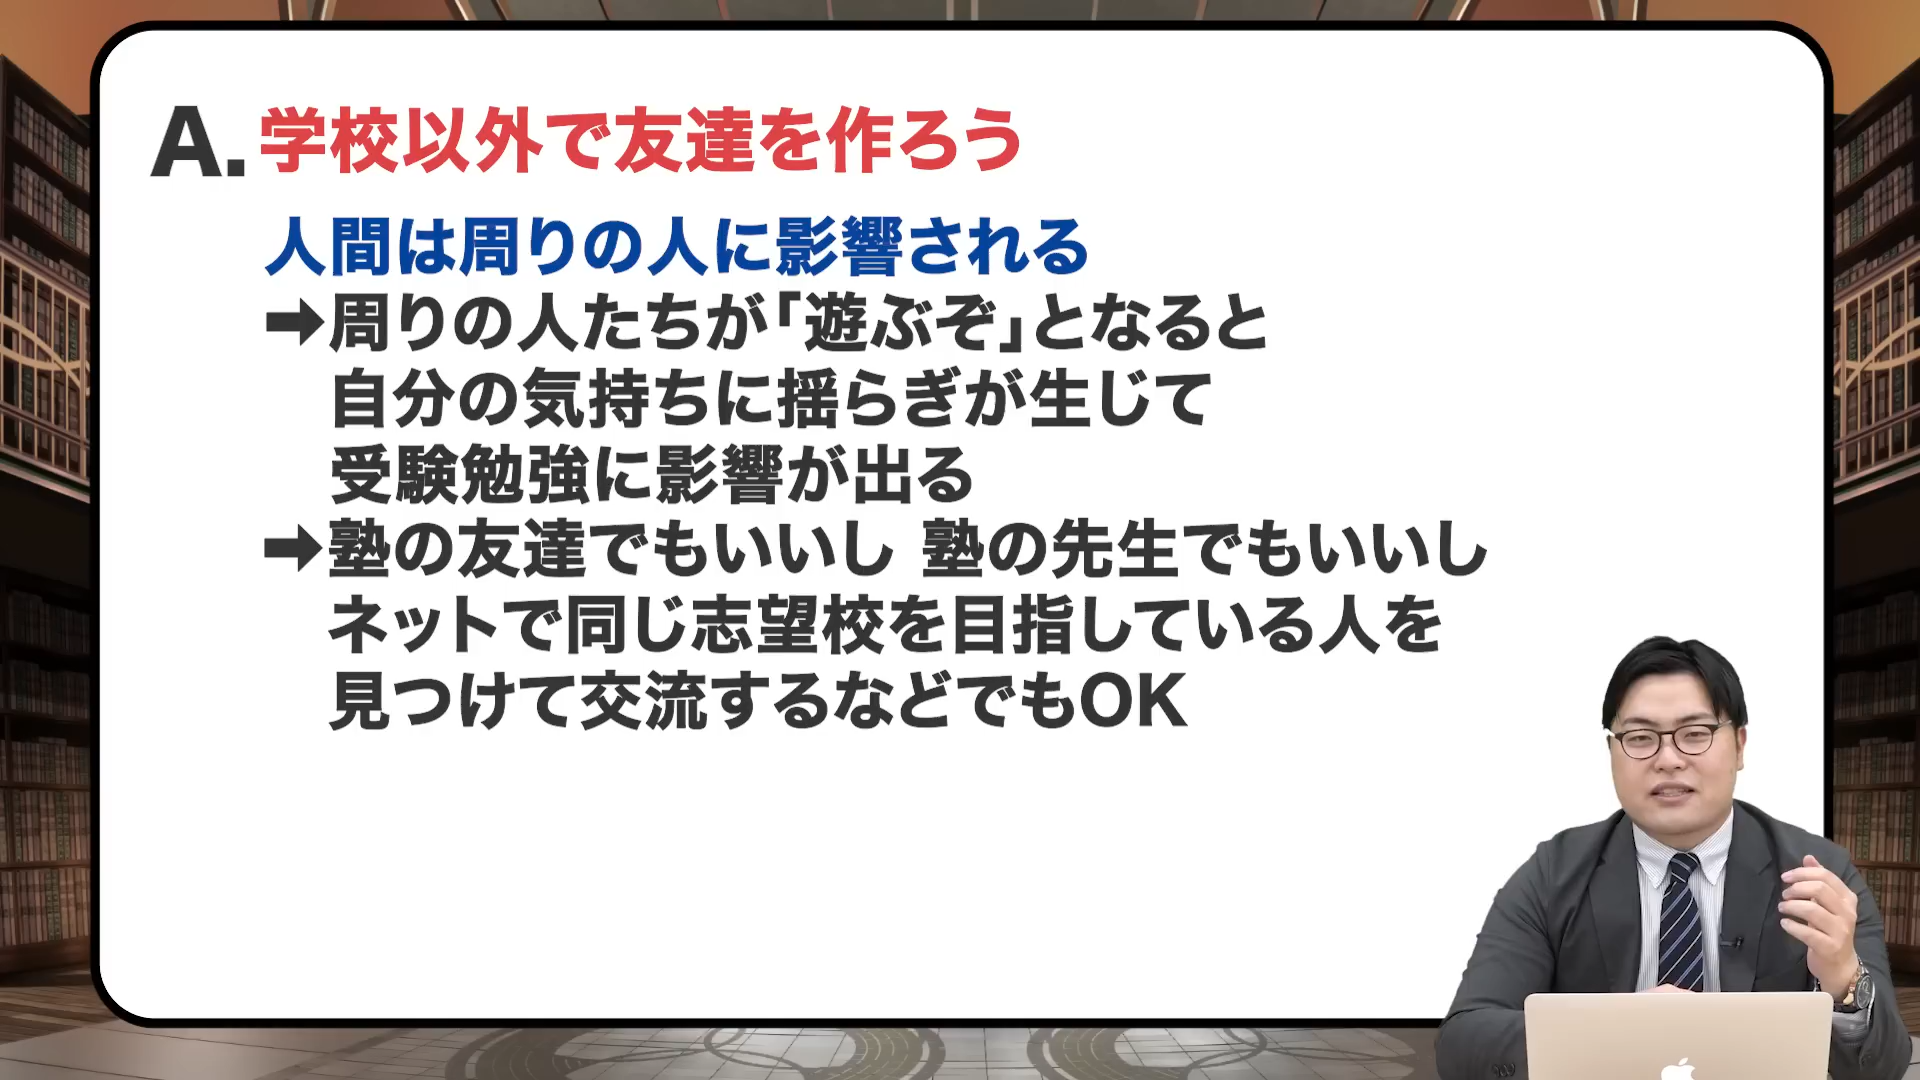 A.学校以外で友達を作ろう
人間は周りの人に影響される
➡周りの人たちが「遊ぶぞ」となると
自分の気持ちに揺らぎが生じて
受験勉強に影響が出る
➡塾の友達でもいいし 塾の先生でもいいし
ネットで同じ志望校を目指している人を
見つけて交流するなどでもOK